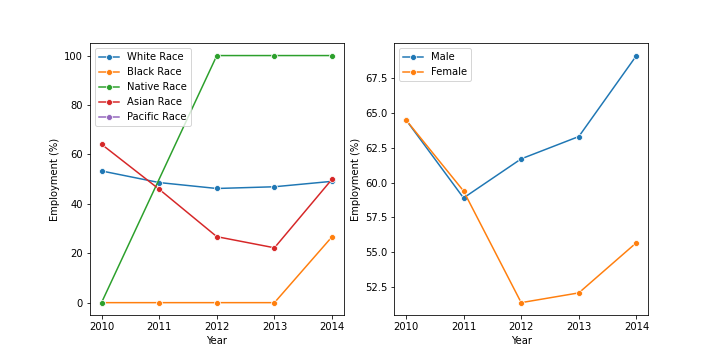 White Race
Black Race
Native Race
Asian Race
Pacific Race
100
80
60
40
20
0
Employment (%)
2010 2011 2012 2013 2014
Year
Male
Female
67.5
65.0
62.5
60.0
57.5
55.0
52.5
Employment (%)
2010 2011 2012 2013 2014
Year